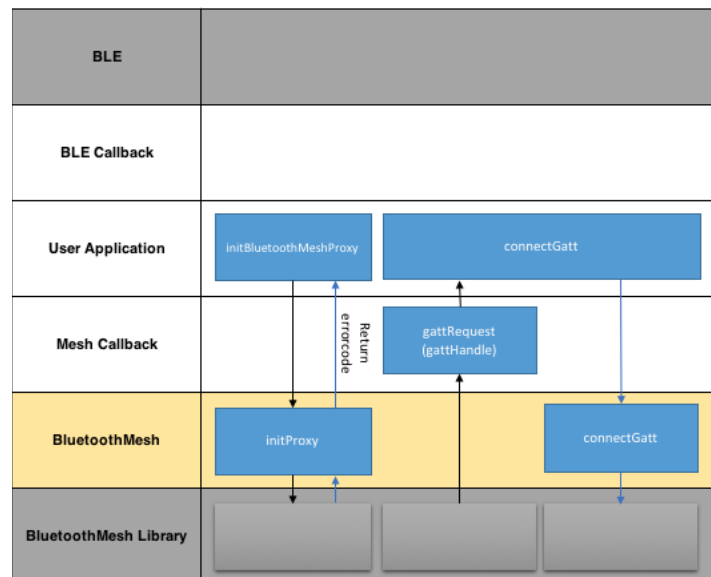 BLE
BLE Callback
User Application
initBluetoothMeshProxy
connectGatt
Mesh Callback
Return
errorcode
gattRequest
(gattHandle)
BluetoothMesh
initProxy
connectGatt
BluetoothMesh Library